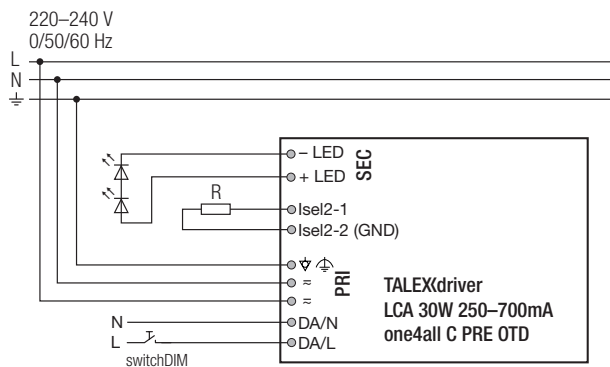 220–240 V
0/50/60 Hz
L
N
– LED
+ LED
SEC
R
Isel2-1
Isel2-2 (GND)
PRI
≂
≂
TALEXXdriver
LCA 30W 250–700mA
one4all C PRE OTD
N
DA/N
L
DA/L
switchDIM